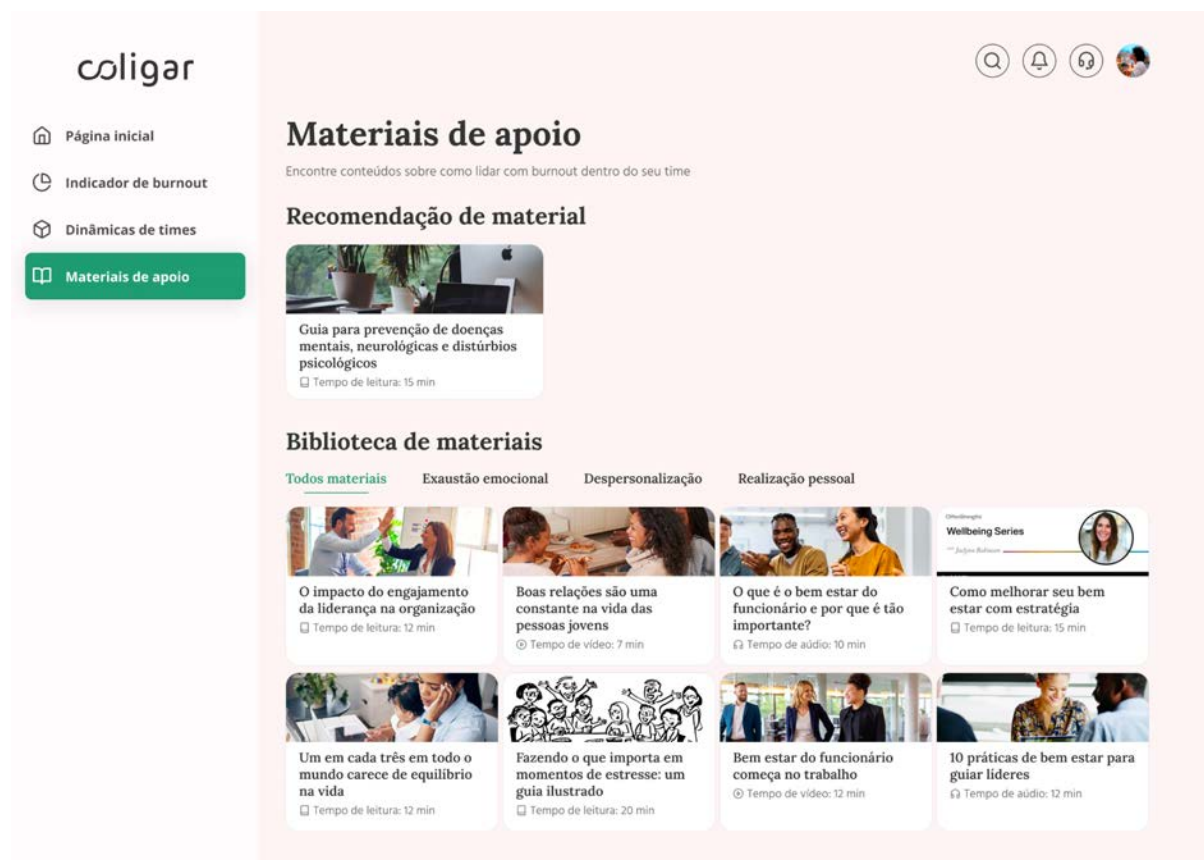 coligar
Página inicial
Indicador de burnout
Dinâmicas de times
Materiais de apoio
Materiais de apoio
Encontre conteúdos sobre como lidar com burnout dentro do seu time
Recomendação de material
Guia para prevenção de doenças
mentais, neurológicas e distúrbios
psicológicos
Tempo de leitura: 15 min
Biblioteca de materiais
Todos materiais
Exaustão emocional
Despersonalização
Realização pessoal
O impacto do engajamento
da liderança na organização
Tempo de leitura: 12 min
Boas relações são uma
constante na vida das
pessoas jovens
Tempo de vídeo: 7 min
O que é o bem estar do
funcionário e por que é tão
importante?
Tempo de aúdio: 10 min
Wellbeing Series
Como melhorar seu bem
estar com estratégia
Tempo de leitura: 15 min
Um em cada três em todo o
mundo carece de equilíbrio
na vida
Tempo de leitura: 12 min
Fazendo o que importa em
momentos de estresse: um
guia ilustrado
Tempo de leitura: 20 min
Bem estar do funcionário
começa no trabalho
Tempo de vídeo: 12 min
10 práticas de bem estar para
guiar líderes
Tempo de aúdio: 12 min